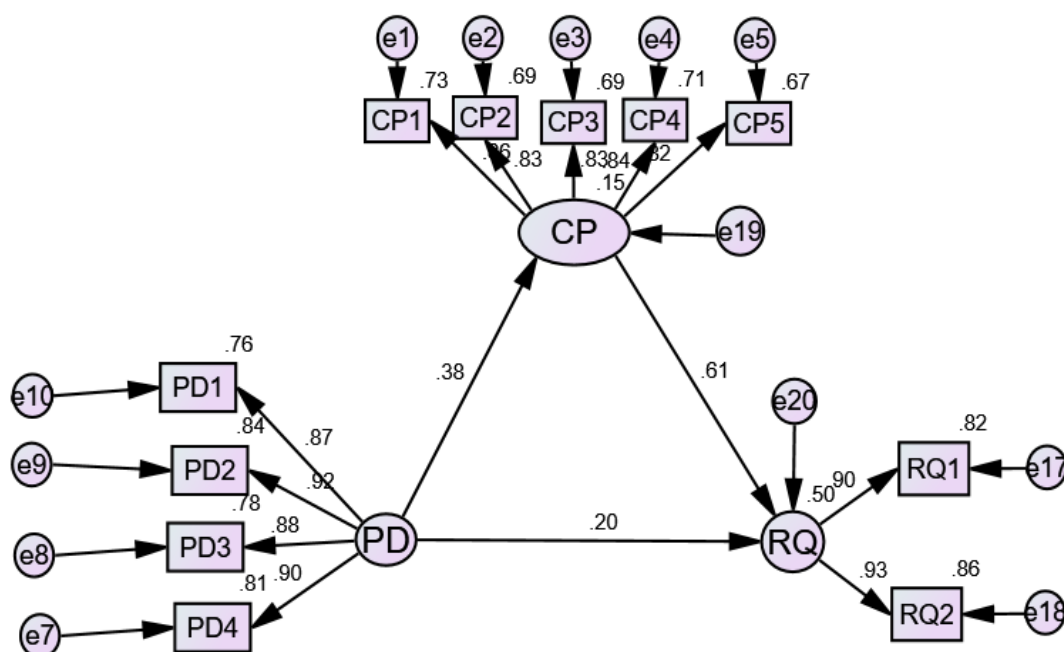 e1
e2
e3
e4
e5
.73
.69
.69
.71
.67
CP1
CP2
CP3
CP4
CP5
.83
.83
.84
.82
.15
CP
e19
.38
.61
.76
e10
PD1
.84
.87
e9
PD2
.92
.78
e8
PD3
.88
.81
.90
e7
PD4
PD
.20
e20
.50
RQ
.82
.90
RQ1
e17
.93
.86
RQ2
e18